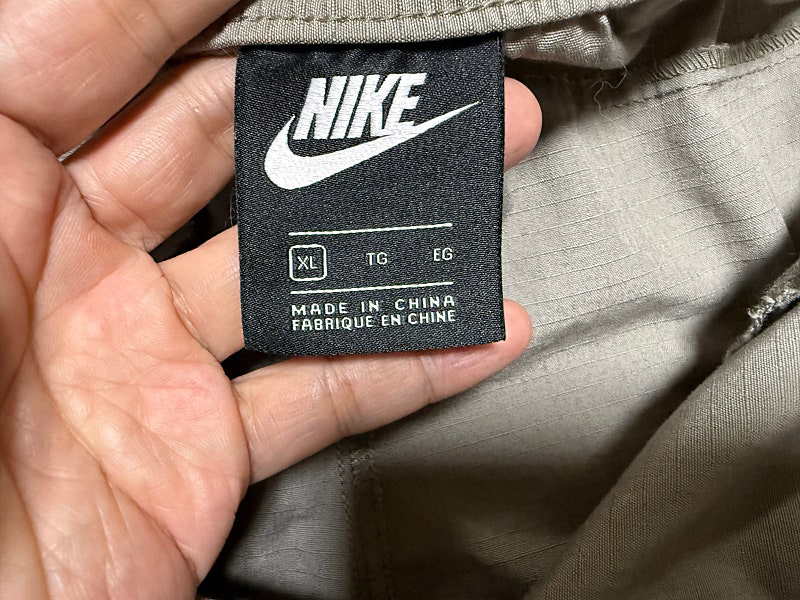 NIKE
XL TG EG
MADE IN CHINA
FABRIQUE EN CHINE